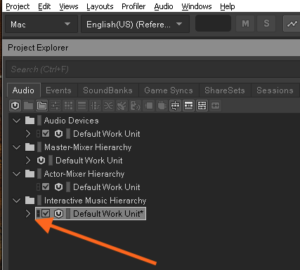 Project Edit Views Layouts Profiler Audio Windows Help
Mac English(US) (Refere... M S
Project Explorer
Search (Ctrl+F)
Audio Events SoundBanks Game Syncs ShareSets Sessions
Audio Devices
Default Work Unit
Master-Mixer Hierarchy
Default Work Unit
Actor-Mixer Hierarchy
Default Work Unit
Interactive Music Hierarchy
Default Work Unit*